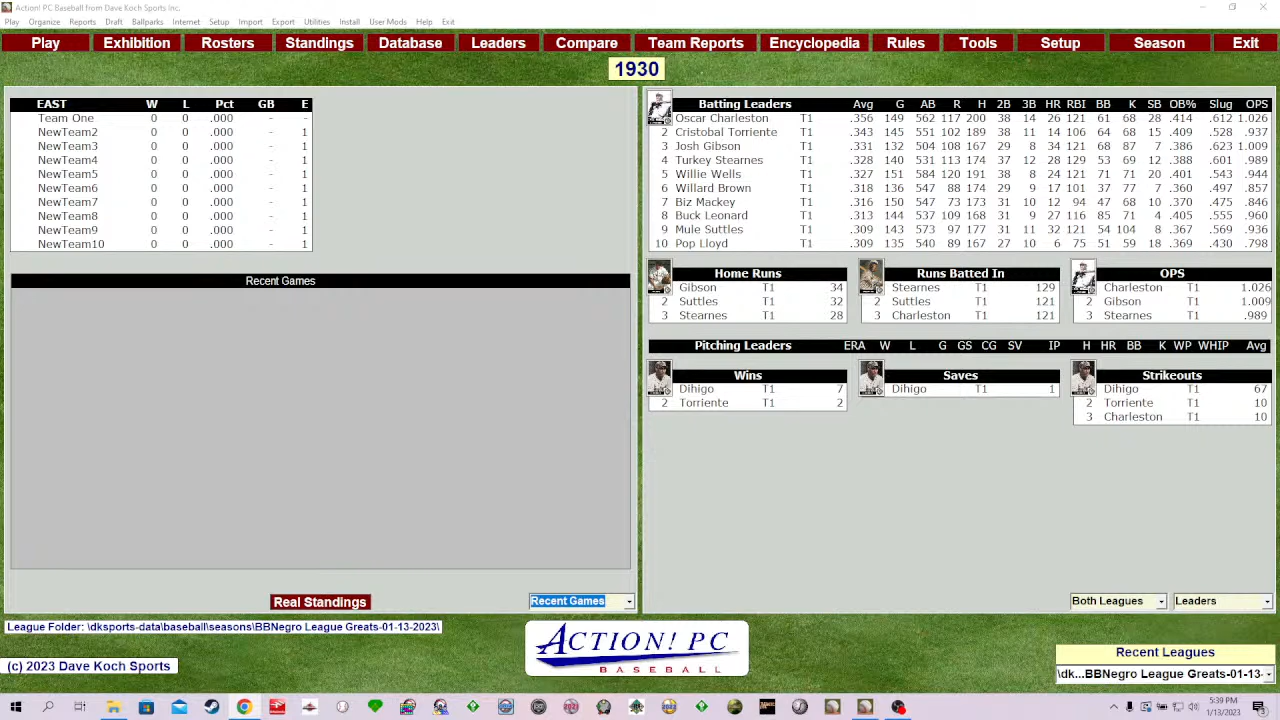 Action! PC Baseball from Dave Koch Sports Inc.
Play Organize Reports Draft Ballparks Internet Setup Import Export Utilities Install User Mods Help Exit
Play Exhibition Rosters Standings Database Leaders Compare Team Reports Encyclopedia Rules Tools Setup Season Exit
1930
EAST W L Pct GB E
Team One 0 0 .000 - -
NewTeam2 0 0 .000 - 1
NewTeam3 0 0 .000 - 1
NewTeam4 0 0 .000 - 1
NewTeam5 0 0 .000 - 1
NewTeam6 0 0 .000 - 1
NewTeam7 0 0 .000 - 1
NewTeam8 0 0 .000 - 1
NewTeam9 0 0 .000 - 1
NewTeam10 0 0 .000 - 1
Recent Games
Real Standings
Recent Games
Batting Leaders Avg G AB R H 2B 3B HR RBI BB K SB OB% Slug OPS
Oscar Charleston T1 .356 149 562 117 200 38 14 26 121 61 68 28 .414 .612 1.026
2 Cristobal Torriente T1 .343 145 551 102 189 38 11 14 106 64 68 15 .409 .528 .937
3 Josh Gibson T1 .331 132 504 108 167 29 8 34 121 68 87 7 .386 .623 1.009
4 Turkey Stearnes T1 .328 140 531 113 174 37 12 28 129 53 69 12 .388 .601 .989
5 Willie Wells T1 .327 151 584 120 191 38 8 24 121 71 71 20 .401 .543 .944
6 Willard Brown T1 .318 136 547 88 174 29 9 17 101 37 77 7 .360 .497 .857
7 Biz Mackey T1 .316 150 547 73 173 31 10 12 94 47 68 10 .370 .475 .846
8 Buck Leonard T1 .313 144 537 109 168 31 9 27 116 85 71 4 .405 .555 .960
9 Mule Suttles T1 .309 143 573 97 177 31 11 32 121 54 104 8 .367 .569 .936
10 Pop Lloyd T1 .309 135 540 89 167 27 10 6 75 51 59 18 .369 .430 .798
Home Runs
Gibson T1 34
2 Suttles T1 32
3 Stearnes T1 28
Runs Batted In
Stearnes T1 129
2 Suttles T1 121
3 Charleston T1 121
OPS
Charleston T1 1.026
2 Gibson T1 1.009
3 Stearnes T1 .989
Pitching Leaders ERA W L G GS CG SV IP H HR BB K WP WHIP Avg
Wins
Dihigo T1 7
2 Torriente T1 2
Saves
Dihigo T1 1
Strikeouts
Dihigo T1 67
2 Torriente T1 10
3 Charleston T1 10
Both Leagues
Leaders
League Folder: \dksports-data\baseball\seasons\BBNegro League Greats-01-13-2023\
(c) 2023 Dave Koch Sports
ACTION! PC
BASEBALL
Recent Leagues
\dk...BBNegro League Greats-01-13-
5:39 PM
1/13/2023